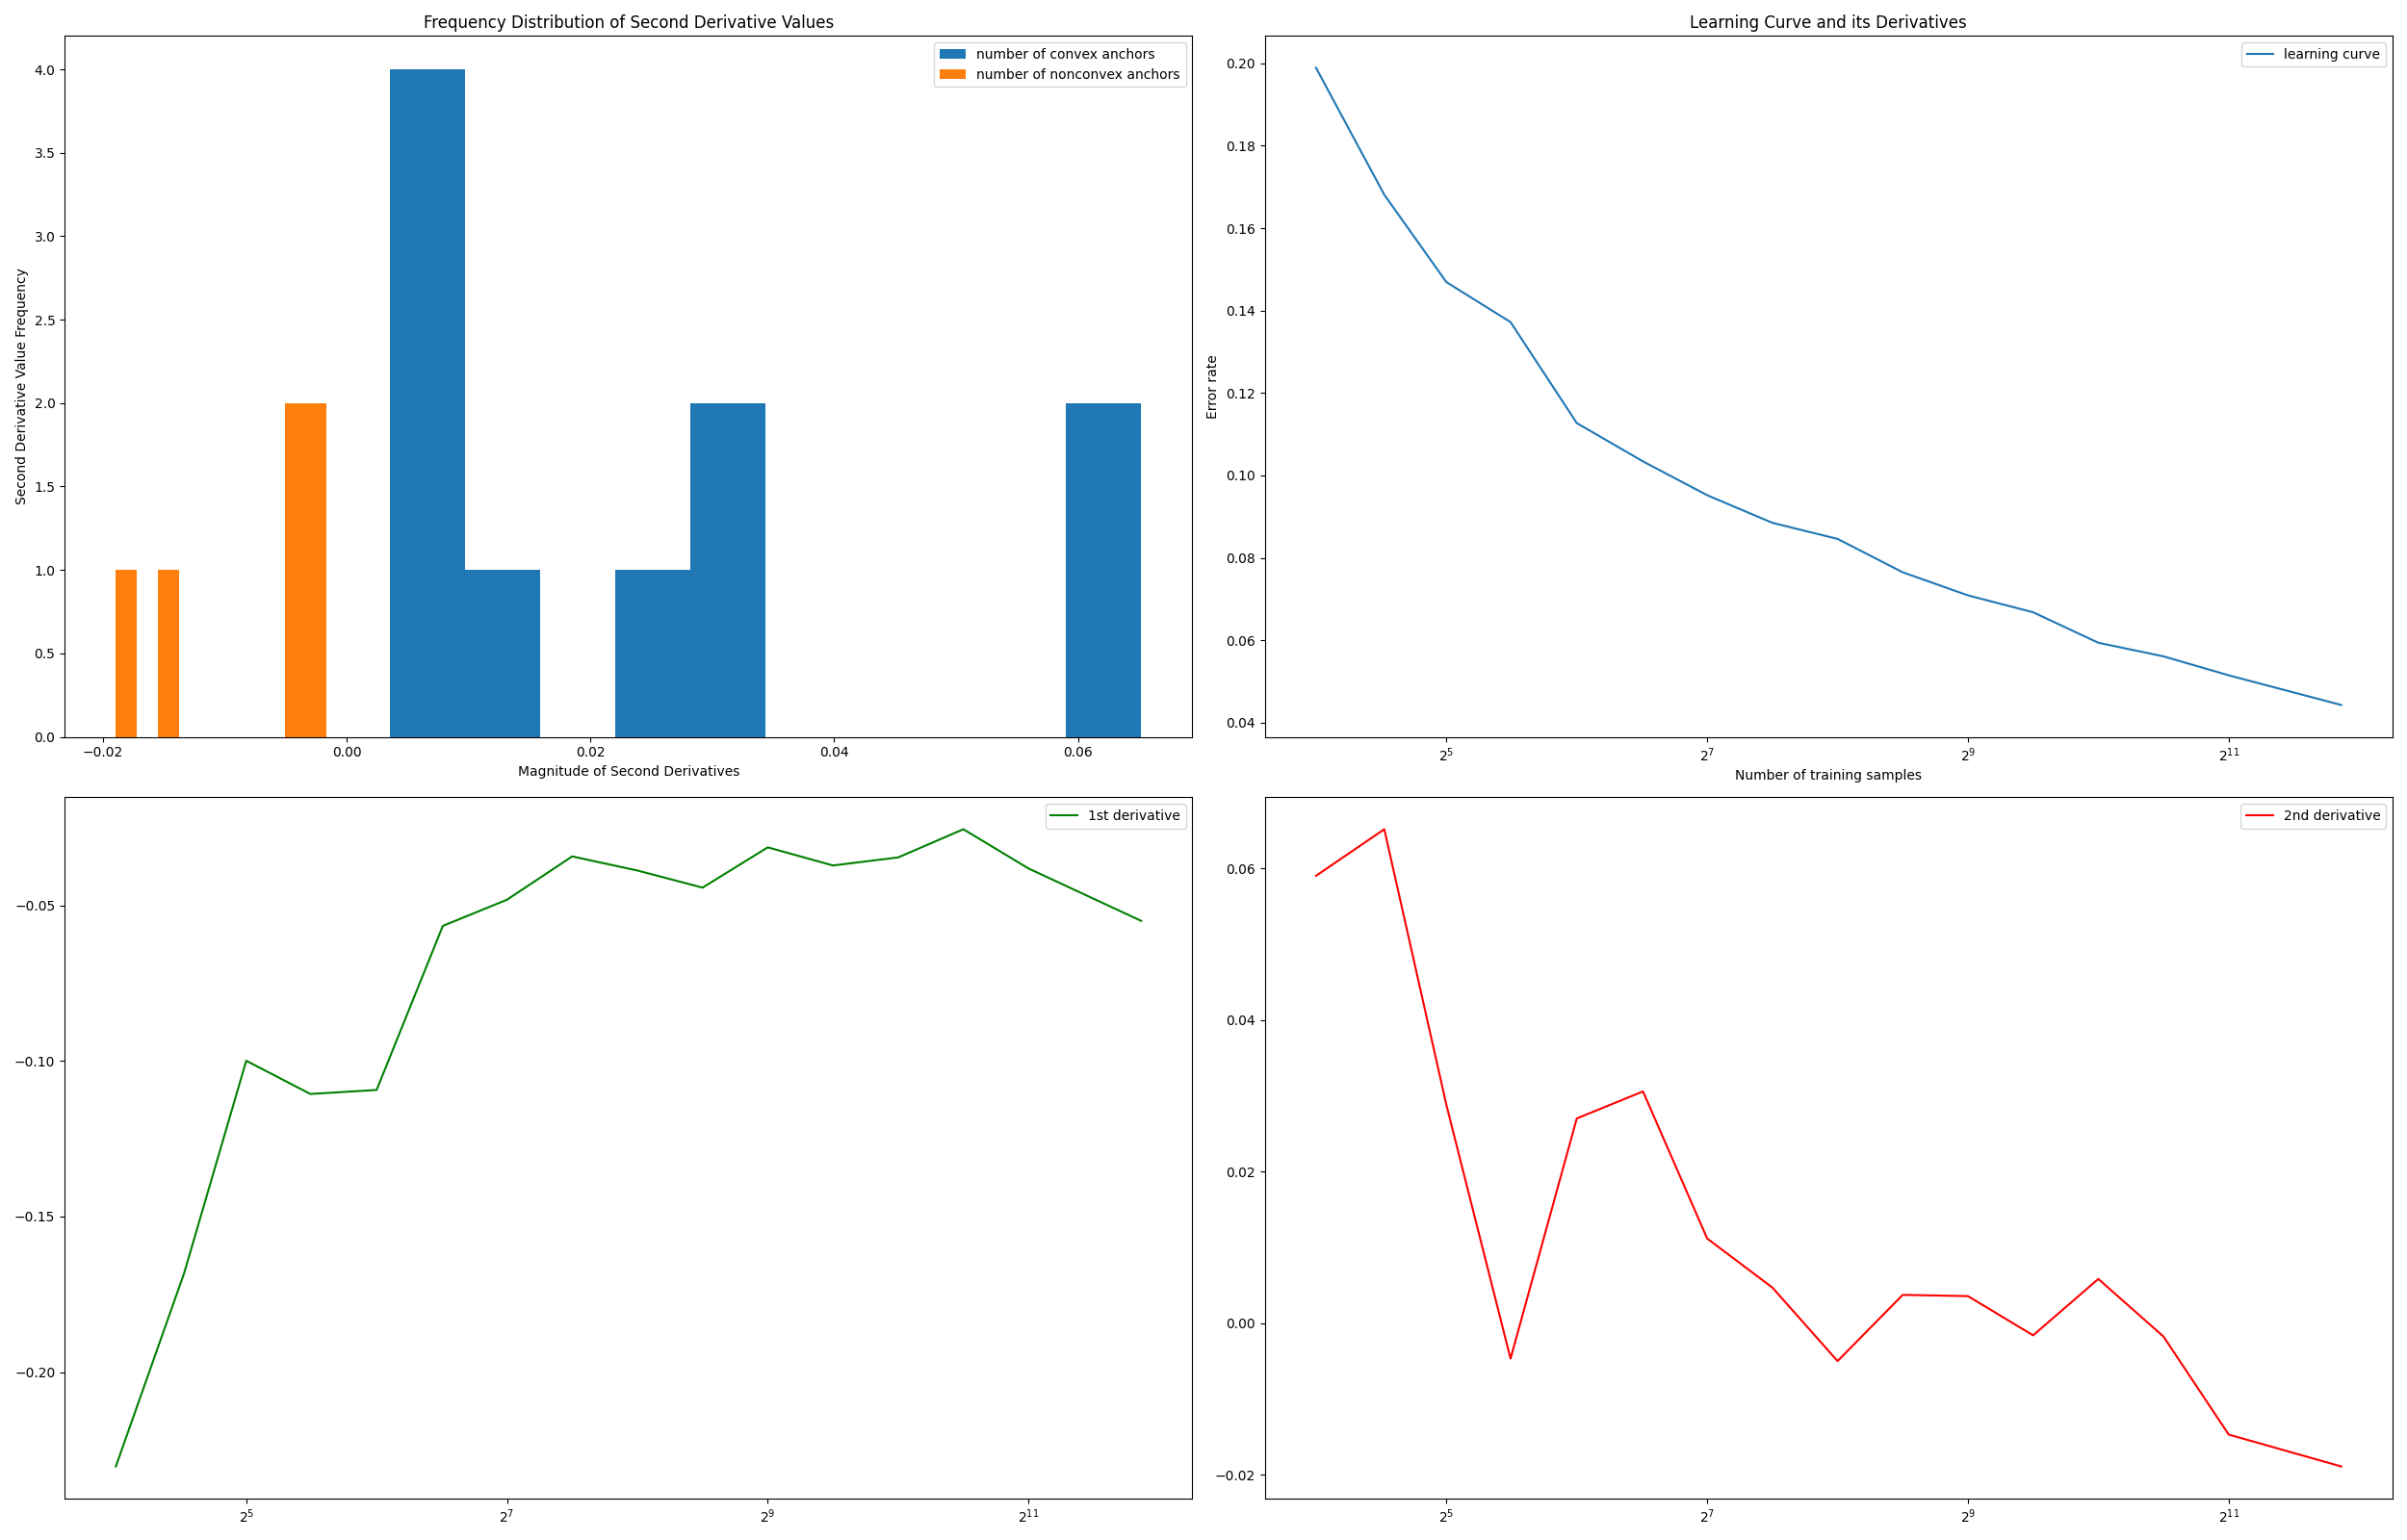 Frequency Distribution of Second Derivative Values
number of convex anchors
number of nonconvex anchors
4.0
3.5
3.0
2.5
2.0
1.5
1.0
0.5
0.0
Second Derivative Value Frequency
−0.02 0.00 0.02 0.04 0.06
Magnitude of Second Derivatives
Learning Curve and its Derivatives
learning curve
0.20
0.18
0.16
0.14
0.12
0.10
0.08
0.06
0.04
Error rate
2⁵ 2⁷ 2⁹ 2¹¹
Number of training samples
1st derivative
−0.05
−0.10
−0.15
−0.20
2⁵ 2⁷ 2⁹ 2¹¹
2nd derivative
0.06
0.04
0.02
0.00
−0.02
2⁵ 2⁷ 2⁹ 2¹¹